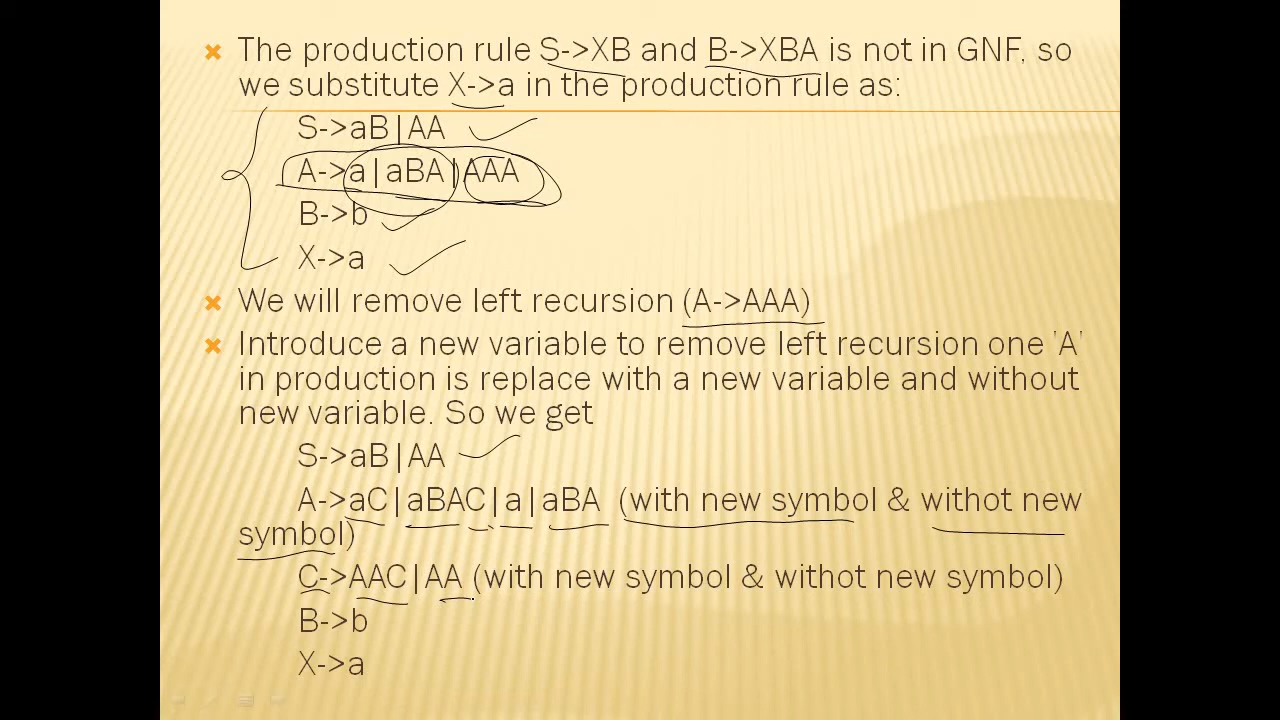 The production rule S->XB and B->XBA is not in GNF, so
we substitute X->a in the production rule as:
S->aB|AA
A->a|aBA|AAA
B->b
X->a
We will remove left recursion (A->AAA)
Introduce a new variable to remove left recursion one 'A'
in production is replace with a new variable and without
new variable. So we get
S->aB|AA
A->aC|aBAC|a|aBA (with new symbol & withot new
symbol)
C->AAC|AA (with new symbol & withot new symbol)
B->b
X->a